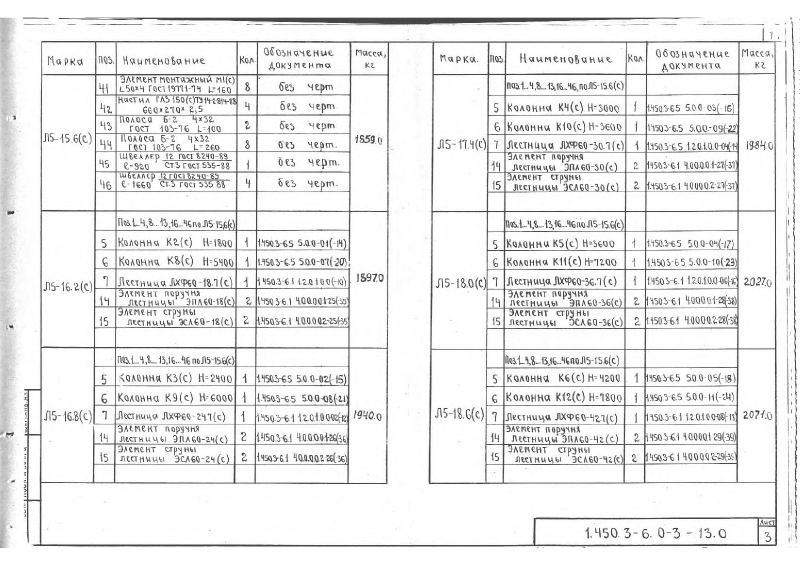 7
Марка Поз. Наименование Кол. Обозначение документа Масса, кг
Л5-15.6(с) 1859.0
41 Элемент монтажный М1(с) L50×4 ГОСТ 19771-74 L=160 8 без черт.
42 Настил 660×270×2,5 4 без черт.
43 Полоса Б-2 4×32 ГОСТ 103-76 L=100 2 без черт.
44 Полоса Б-2 4×32 ГОСТ 103-76 L=260 8 без черт.
45 Швеллер 12 ГОСТ 8240-89 ℓ-920 Ст3 ГОСТ 535-88 1 без черт.
46 Швеллер 12 ГОСТ 8240-89 ℓ-1660 Ст3 ГОСТ 535-88 4 без черт.
Л5-16.2(с) 1897.0
Поз.1...4,8...13,16...46 по Л5-15.6(с)
5 Колонна К2(с) Н=1800 1 1.450.3-6.5 5.0.0-01(-14)
6 Колонна К8(с) Н=5400 1 1.450.3-6.5 5.0.0-07(-20)
7 Лестница ЛХФ60-18.7(с) 1 1.450.3-6.1 1.2.0.1.0.0(-10)
14 Элемент поручня лестницы ЭПЛ60-18(с) 2 1.450.3-6.1 4.0.0.0.0.1-25(-35)
15 Элемент струны лестницы ЭСЛ60-18(с) 2 1.450.3-6.1 4.0.0.0.0.2-25(-35)
Л5-16.8(с) 1940.0
Поз.1...4,8...13,16...46 по Л5-15.6(с)
5 Колонна К3(с) Н=2400 1 1.450.3-6.5 5.0.0-02(-15)
6 Колонна К9(с) Н=6000 1 1.450.3-6.5 5.0.0-08(-21)
7 Лестница ЛХФ60-24.7(с) 1 1.450.3-6.1 1.2.0.1.0.0-02(-12)
14 Элемент поручня лестницы ЭПЛ60-24(с) 2 1.450.3-6.1 4.0.0.0.0.1-26(-36)
15 Элемент струны лестницы ЭСЛ60-24(с) 2 1.450.3-6.1 4.0.0.0.0.2-26(-36)
Марка. Поз. Наименование Кол. Обозначение документа Масса, кг
Л5-17.4(с) 1984.0
Поз.1...4,8...13,16...46 по Л5-15.6(с)
5 Колонна К4(с) Н=3000 1 1.450.3-6.5 5.0.0-03(-16)
6 Колонна К10(с) Н=3600 1 1.450.3-6.5 5.0.0-09(-22)
7 Лестница ЛХФ60-30.7(с) 1 1.450.3-6.5 1.2.0.1.0.0-04(-14)
14 Элемент поручня лестницы ЭПЛ60-30(с) 2 1.450.3-6.1 4.0.0.0.0.1-27(-37)
15 Элемент струны лестницы ЭСЛ60-30(с) 2 1.450.3-6.1 4.0.0.0.0.2-27(-37)
Л5-18.0(с) 2027.0
Поз.1...4,8...13,16...46 по Л5-15.6(с)
5 Колонна К5(с) Н=3600 1 1.450.3-6.5 5.0.0-04(-17)
6 Колонна К11(с) Н=7200 1 1.450.3-6.5 5.0.0-10(-23)
7 Лестница ЛХФ60-36.7(с) 1 1.450.3-6.1 1.2.0.1.0.0-06(-16)
14 Элемент поручня лестницы ЭПЛ60-36(с) 2 1.450.3-6.1 4.0.0.0.0.1-28(-38)
15 Элемент струны лестницы ЭСЛ60-36(с) 2 1.450.3-6.1 4.0.0.0.0.2-28(-38)
Л5-18.6(с) 2071.0
Поз.1...4,8...13,16...46 по Л5-15.6(с)
5 Колонна К6(с) Н=4200 1 1.450.3-6.5 5.0.0-05(-18)
6 Колонна К12(с) Н=7800 1 1.450.3-6.5 5.0.0-11(-24)
7 Лестница ЛХФ60-42.7(с) 1 1.450.3-6.1 1.2.0.1.0.0-08(-18)
14 Элемент поручня лестницы ЭПЛ60-42(с) 2 1.450.3-6.1 4.0.0.0.0.1-29(-39)
15 Элемент струны лестницы ЭСЛ60-42(с) 2 1.450.3-6.1 4.0.0.0.0.2-29(-39)
1.450.3-6.0-3-13.0
Лист
3